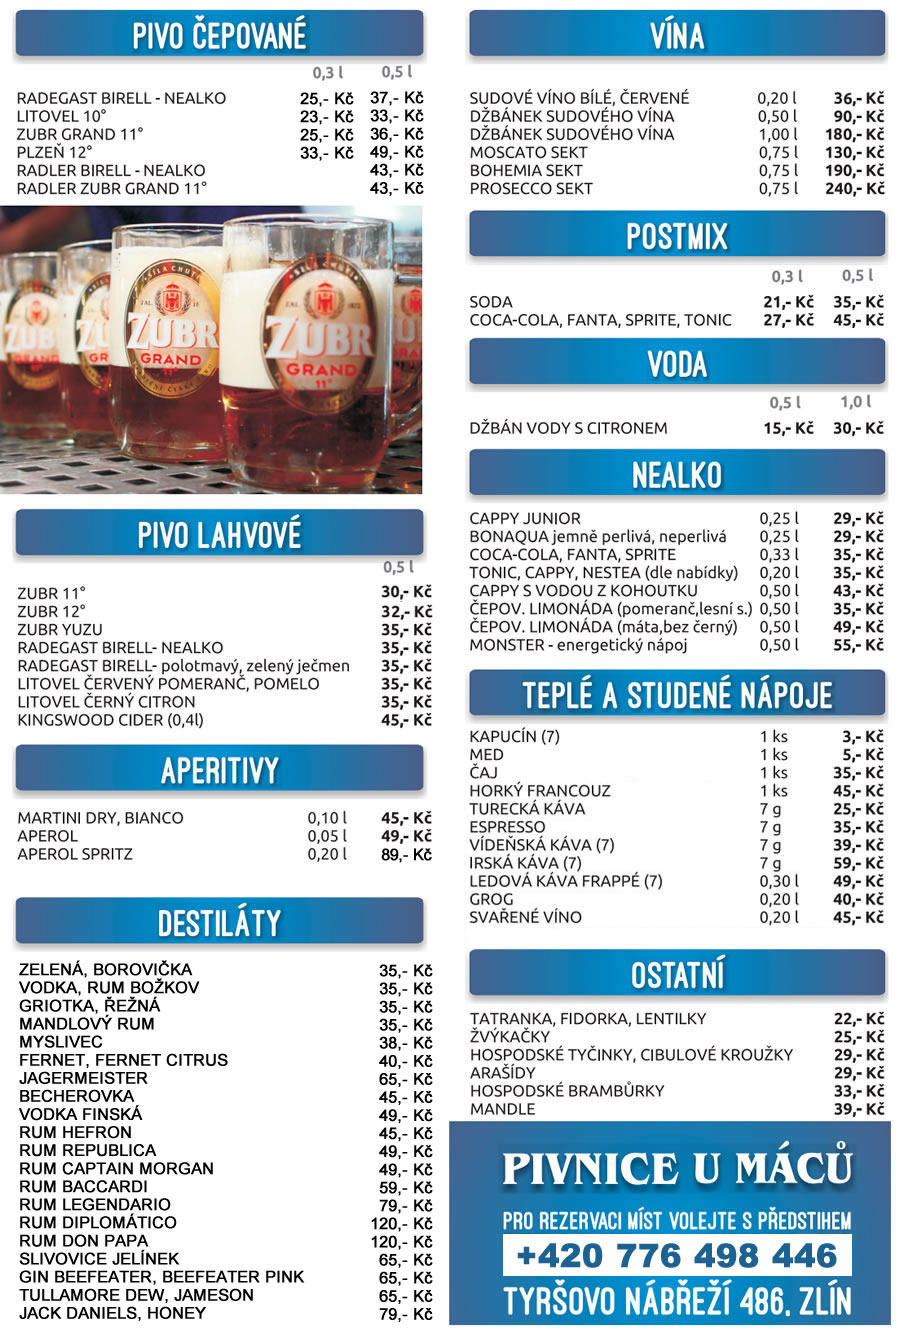 PIVO ČEPOVANÉ
0,3 l 0,5 l
RADEGAST BIRELL - NEALKO 25,- Kč 37,- Kč
LITOVEL 10° 23,- Kč 33,- Kč
ZUBR GRAND 11° 25,- Kč 36,- Kč
PLZEŇ 12° 33,- Kč 49,- Kč
RADLER BIRELL - NEALKO 43,- Kč
RADLER ZUBR GRAND 11° 43,- Kč
SÍLA CHUTI
ZAL.
ZUBR
GRAND
11°
ZAL. 1872
ZUBR
GRAND
11°
PIVO LAHVOVÉ
0,5 l
ZUBR 11° 30,- Kč
ZUBR 12° 32,- Kč
ZUBR YUZU 35,- Kč
RADEGAST BIRELL- NEALKO 35,- Kč
RADEGAST BIRELL- polotmavý, zelený ječmen 35,- Kč
LITOVEL ČERVENÝ POMERANČ, POMELO 35,- Kč
LITOVEL ČERNÝ CITRON 35,- Kč
KINGSWOOD CIDER (0,4l) 45,- Kč
APERITIVY
MARTINI DRY, BIANCO 0,10 l 45,- Kč
APEROL 0,05 l 49,- Kč
APEROL SPRITZ 0,20 l 89,- Kč
DESTILÁTY
ZELENÁ, BOROVIČKA 35,- Kč
VODKA, RUM BOŽKOV 35,- Kč
GRIOTKA, ŘEŽNÁ 35,- Kč
MANDLOVÝ RUM 35,- Kč
MYSLIVEC 38,- Kč
FERNET, FERNET CITRUS 40,- Kč
JAGERMEISTER 65,- Kč
BECHEROVKA 45,- Kč
VODKA FINSKÁ 49,- Kč
RUM HEFRON 45,- Kč
RUM REPUBLICA 49,- Kč
RUM CAPTAIN MORGAN 49,- Kč
RUM BACCARDI 59,- Kč
RUM LEGENDARIO 79,- Kč
RUM DIPLOMÁTICO 120,- Kč
RUM DON PAPA 120,- Kč
SLIVOVICE JELÍNEK 65,- Kč
GIN BEEFEATER, BEEFEATER PINK 65,- Kč
TULLAMORE DEW, JAMESON 65,- Kč
JACK DANIELS, HONEY 79,- Kč
VÍNA
SUDOVÉ VÍNO BÍLÉ, ČERVENÉ 0,20 l 36,- Kč
DŽBÁNEK SUDOVÉHO VÍNA 0,50 l 90,- Kč
DŽBÁNEK SUDOVÉHO VÍNA 1,00 l 180,- Kč
MOSCATO SEKT 0,75 l 130,- Kč
BOHEMIA SEKT 0,75 l 190,- Kč
PROSECCO SEKT 0,75 l 240,- Kč
POSTMIX
0,3 l 0,5 l
SODA 21,- Kč 35,- Kč
COCA-COLA, FANTA, SPRITE, TONIC 27,- Kč 45,- Kč
VODA
0,5 l 1,0 l
DŽBÁN VODY S CITRONEM 15,- Kč 30,- Kč
NEALKO
CAPPY JUNIOR 0,25 l 29,- Kč
BONAQUA jemně perlivá, neperlivá 0,25 l 29,- Kč
COCA-COLA, FANTA, SPRITE 0,33 l 35,- Kč
TONIC, CAPPY, NESTEA (dle nabídky) 0,20 l 35,- Kč
CAPPY S VODOU Z KOHOUTKU 0,50 l 43,- Kč
ČEPOV. LIMONÁDA (pomeranč,lesní s.) 0,50 l 35,- Kč
ČEPOV. LIMONÁDA (máta,bez černý) 0,50 l 49,- Kč
MONSTER - energetický nápoj 0,50 l 55,- Kč
TEPLÉ A STUDENÉ NÁPOJE
KAPUCÍN (7) 1 ks 3,- Kč
MED 1 ks 5,- Kč
ČAJ 1 ks 35,- Kč
HORKÝ FRANCOUZ 1 ks 45,- Kč
TURECKÁ KÁVA 7 g 25,- Kč
ESPRESSO 7 g 35,- Kč
VÍDEŇSKÁ KÁVA (7) 7 g 39,- Kč
IRSKÁ KÁVA (7) 7 g 59,- Kč
LEDOVÁ KÁVA FRAPPÉ (7) 0,30 l 49,- Kč
GROG 0,20 l 40,- Kč
SVAŘENÉ VÍNO 0,20 l 45,- Kč
OSTATNÍ
TATRANKA, FIDORKA, LENTILKY 22,- Kč
ŽVÝKAČKY 25,- Kč
HOSPODSKÉ TYČINKY, CIBULOVÉ KROUŽKY 29,- Kč
ARAŠÍDY 29,- Kč
HOSPODSKÉ BRAMBŮRKY 33,- Kč
MANDLE 39,- Kč
PIVNICE U MÁCŮ
PRO REZERVACI MÍST VOLEJTE S PŘEDSTIHEM
+420 776 498 446
TYRŠOVO NÁBŘEŽÍ 486, ZLÍN